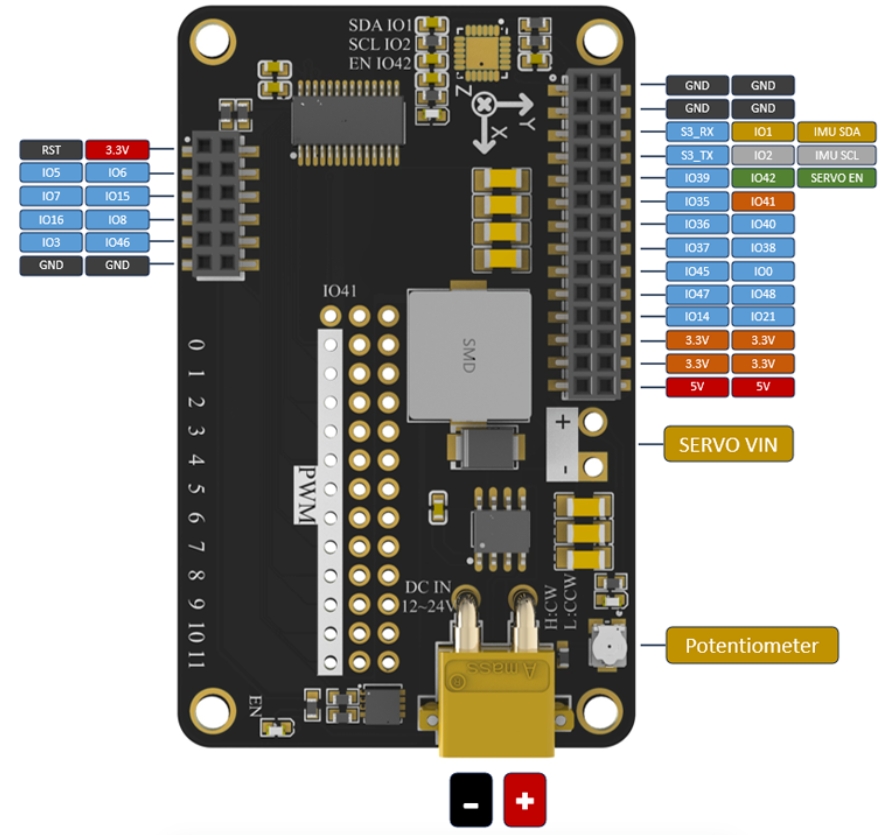 SDA IO1
SCL IO2
EN IO42
Z
Y
X
RST 3.3V
IO5 IO6
IO7 IO15
IO16 IO8
IO3 IO46
GND GND
GND GND
GND GND
S3_RX IO1 IMU SDA
S3_TX IO2 IMU SCL
IO39 IO42 SERVO EN
IO35 IO41
IO36 IO40
IO37 IO38
IO45 IO0
IO47 IO48
IO14 IO21
3.3V 3.3V
3.3V 3.3V
5V 5V
IO41
0
1
2
3
4
5
6
7
8
9
10
11
PWM
SMD
+
-
SERVO VIN
DC IN
12~24V
H:CW
L:CCW
Amass
®
Potentiometer
EN
- +